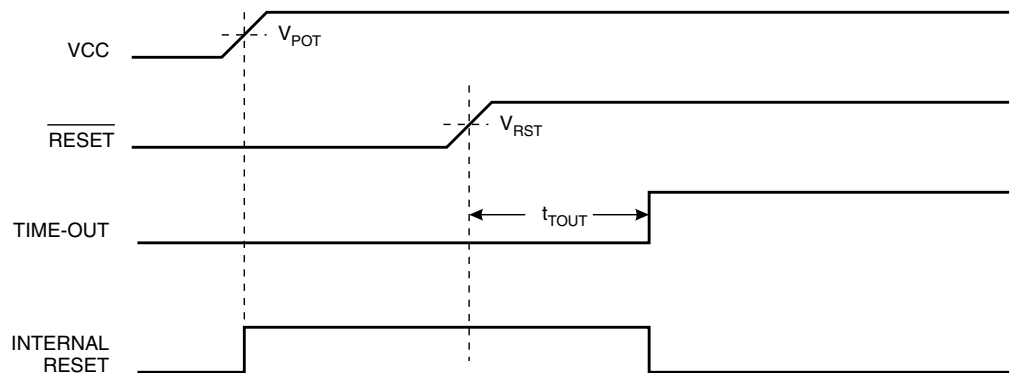 VCC
VPOT
RESET
VRST
TIME-OUT
tTOUT
INTERNAL
RESET